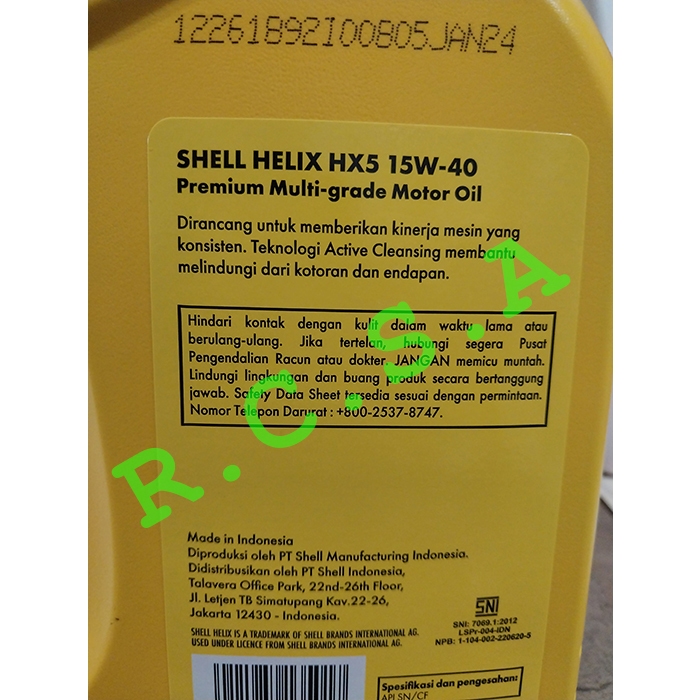 12261892I00805JAN24
SHELL HELIX HX5 15W-40
Premium Multi-grade Motor Oil
Dirancang untuk memberikan kinerja mesin yang
konsisten. Teknologi Active Cleansing membantu
melindungi dari kotoran dan endapan.
Hindari kontak dengan kulit dalam waktu lama atau
berulang-ulang. Jika tertelan, hubungi segera Pusat
Pengendalian Racun atau dokter. JANGAN memicu muntah.
Lindungi lingkungan dan buang produk secara bertanggung
jawab. Safety Data Sheet tersedia sesuai dengan permintaan.
Nomor Telepon Darurat : +800-2537-8747.
R.C.S.A
Made in Indonesia
Diproduksi oleh PT Shell Manufacturing Indonesia.
Didistribusikan oleh PT Shell Indonesia,
Talavera Office Park, 22nd-26th Floor,
Jl. Letjen TB Simatupang Kav.22-26,
Jakarta 12430 - Indonesia.
SHELL HELIX IS A TRADEMARK OF SHELL BRANDS INTERNATIONAL AG.
USED UNDER LICENCE FROM SHELL BRANDS INTERNATIONAL AG.
SNI
SNI: 7069.1:2012
LSPr-004-IDN
NPB: 1-104-002-220620-5
Spesifikasi dan pengesahan:
API SN/CF